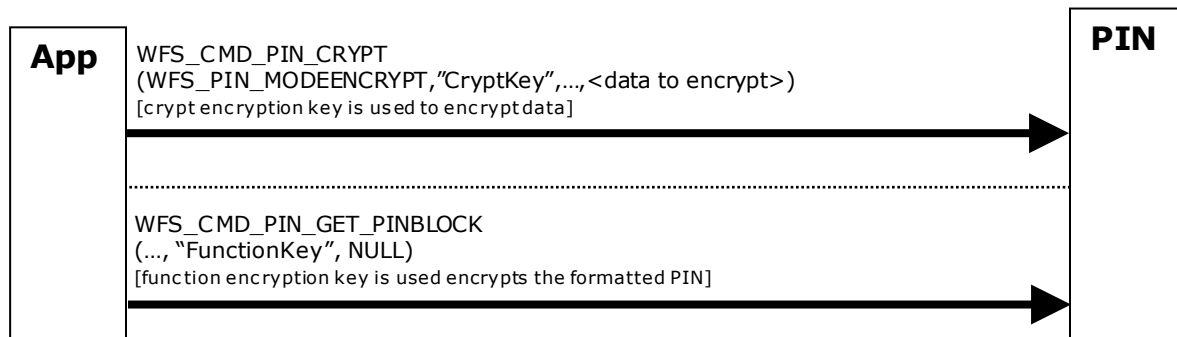 App
PIN
WFS_CMD_PIN_CRYPT
(WFS_PIN_MODEENCRYPT,”CryptKey”,…,<data to encrypt>)
[crypt encryption key is used to encrypt data]
WFS_CMD_PIN_GET_PINBLOCK
(…, “FunctionKey”, NULL)
[function encryption key is used encrypts the formatted PIN]